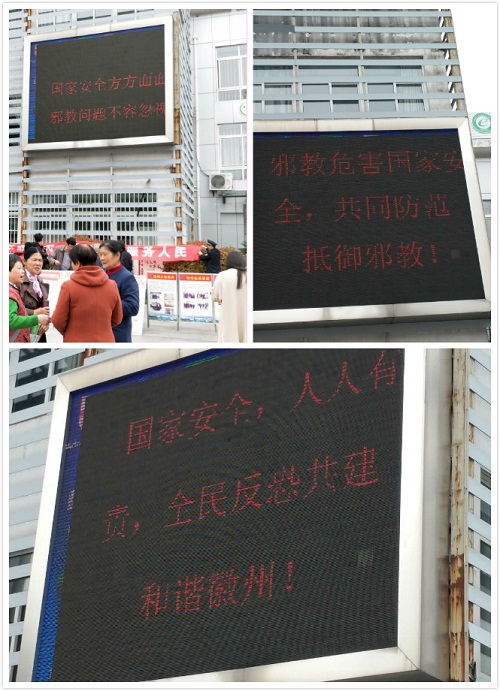 国家安全方方面面
邪教问题不容忽视
务人民
邪教危害国家安
全，共同防范
抵御邪教！
国家安全，人人有
责，全民反恐共建
和谐徽州！